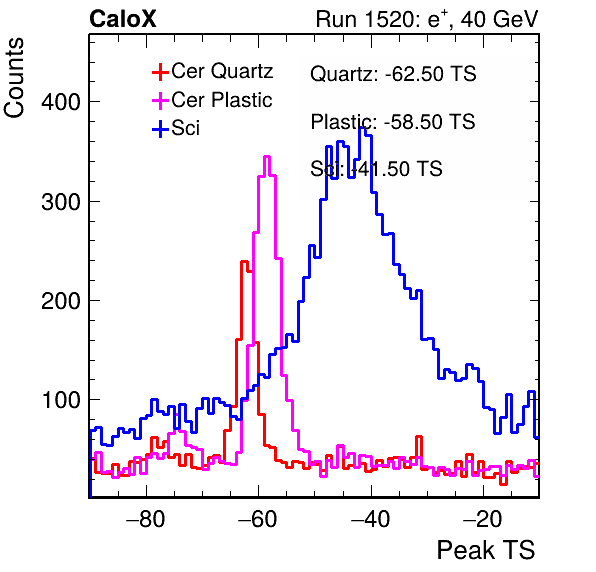 CaloX Run 1520: e⁺, 40 GeV
Counts
Cer Quartz
Cer Plastic
Sci
Quartz: -62.50 TS
Plastic: -58.50 TS
Sci: -41.50 TS
400
300
200
100
−80 −60 −40 −20
Peak TS